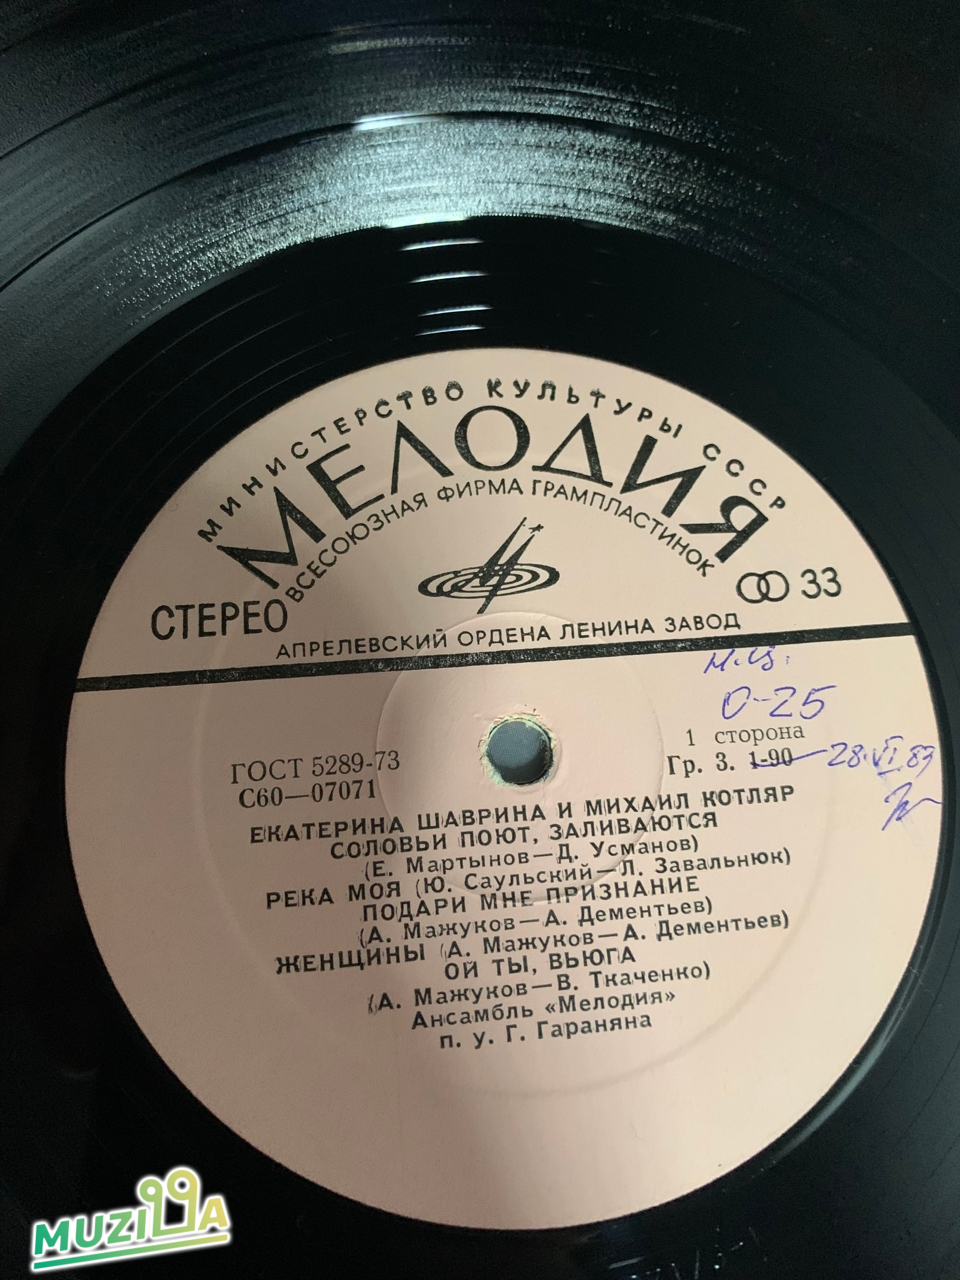 МИНИСТЕРСТВО КУЛЬТУРЫ СССР
МЕЛОДИЯ
ВСЕСОЮЗНАЯ ФИРМА ГРАМПЛАСТИНОК
СТЕРЕО
33
АПРЕЛЕВСКИЙ ОРДЕНА ЛЕНИНА ЗАВОД
н.ц.
0-25
ГОСТ 5289-73
1 сторона
С60—07071
Гр. 3. 1-90 28.VI.83
ЕКАТЕРИНА ШАВРИНА И МИХАИЛ КОТЛЯР
СОЛОВЬИ ПОЮТ, ЗАЛИВАЮТСЯ
(Е. Мартынов—Д. Усманов)
РЕКА МОЯ (Ю. Саульский—Л. Завальнюк)
ПОДАРИ МНЕ ПРИЗНАНИЕ
(А. Мажуков—А. Дементьев)
ЖЕНЩИНЫ (А. Мажуков—А. Дементьев)
ОЙ ТЫ, ВЬЮГА
(А. Мажуков—В. Ткаченко)
Ансамбль «Мелодия»
п. у. Г. Гараняна
MUZILLA